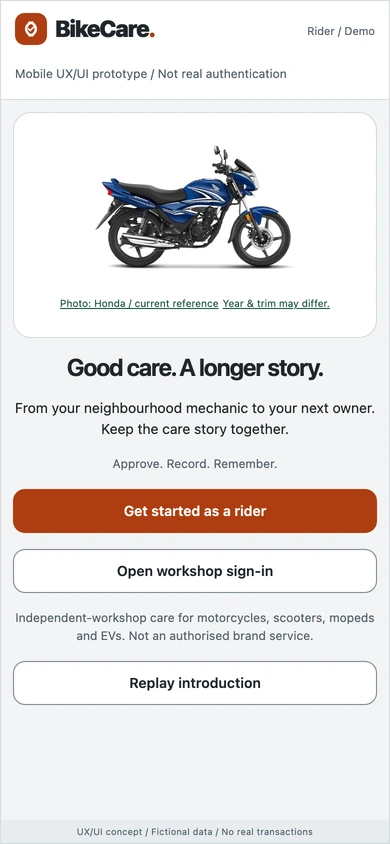 BikeCare.
Rider / Demo
Mobile UX/UI prototype / Not real authentication
Photo: Honda / current reference Year & trim may differ.
Good care. A longer story.
From your neighbourhood mechanic to your next owner.
Keep the care story together.
Approve. Record. Remember.
Get started as a rider
Open workshop sign-in
Independent-workshop care for motorcycles, scooters, mopeds
and EVs. Not an authorised brand service.
Replay introduction
UX/UI concept / Fictional data / No real transactions